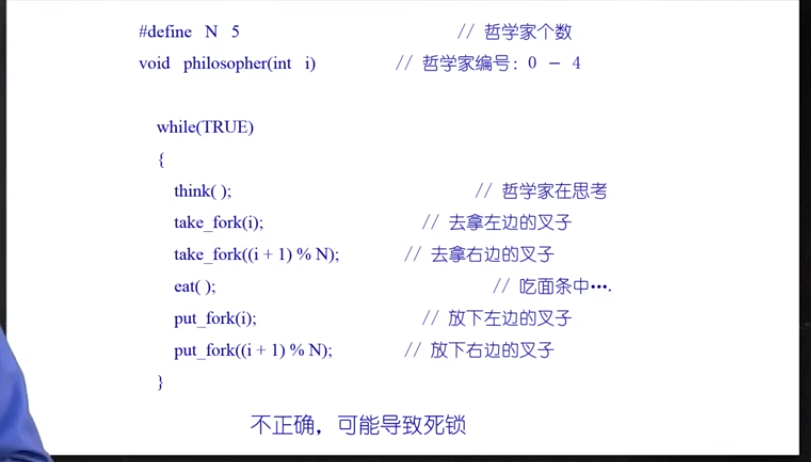 #define N 5 // 哲学家个数
void philosopher(int i) // 哲学家编号：0 － 4
while(TRUE)
{
think( ); // 哲学家在思考
take_fork(i); // 去拿左边的叉子
take_fork((i + 1) % N); // 去拿右边的叉子
eat( ); // 吃面条中….
put_fork(i); // 放下左边的叉子
put_fork((i + 1) % N); // 放下右边的叉子
}
不正确，可能导致死锁